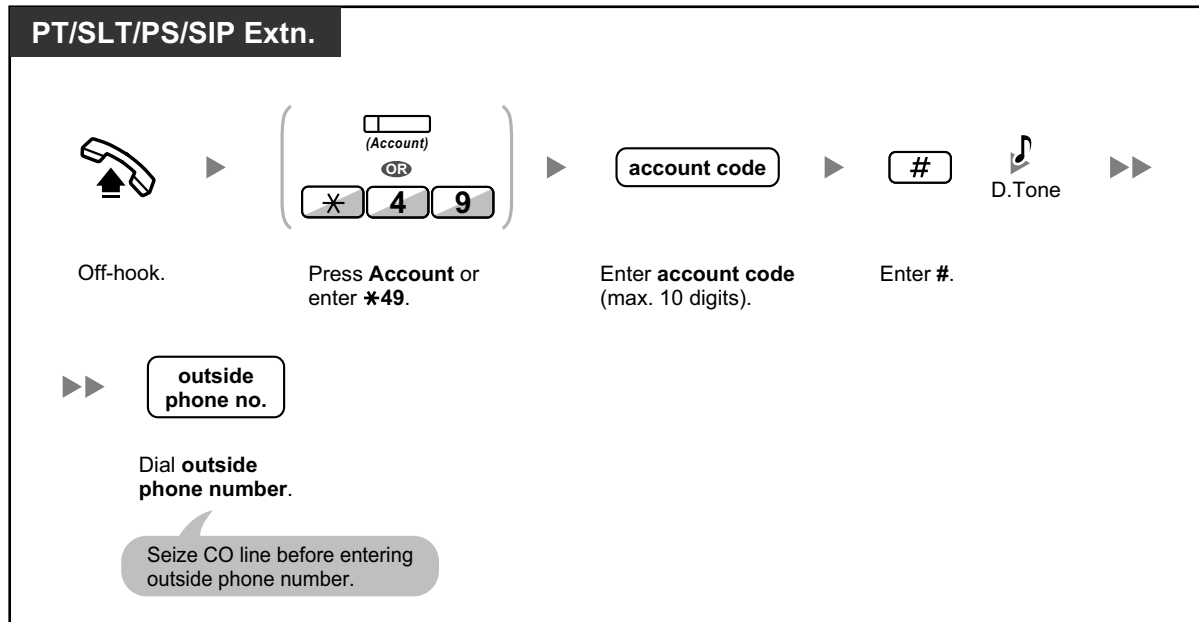 PT/SLT/PS/SIP Extn.
(Account)
OR
* 4 9
account code
#
D.Tone
Off-hook.
Press Account or
enter *49.
Enter account code
(max. 10 digits).
Enter #.
outside
phone no.
Dial outside
phone number.
Seize CO line before entering
outside phone number.